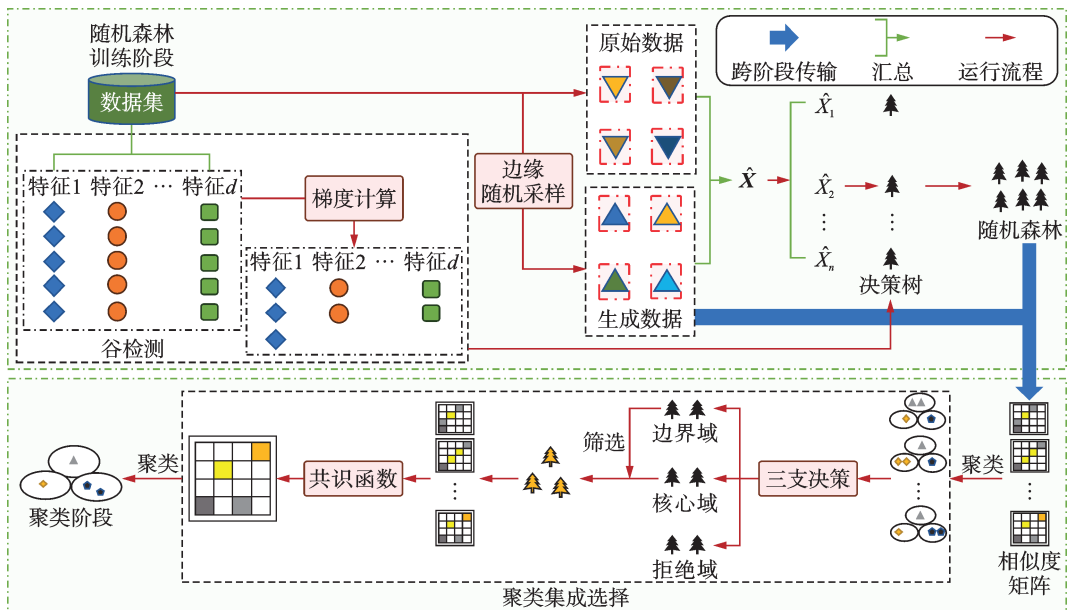 随机森林
训练阶段
数据集
特征1 特征2 … 特征d
谷检测
梯度计算
特征1 特征2 … 特征d
边缘
随机采样
原始数据
生成数据
X̂
X̂₁
X̂₂
⋮ ⋮
X̂ₙ
决策树
随机森林
跨阶段传输 汇总 运行流程
聚类阶段
聚类
共识函数
⋮
筛选
边界域
核心域
拒绝域
三支决策
⋮
聚类
⋮
相似度
矩阵
聚类集成选择